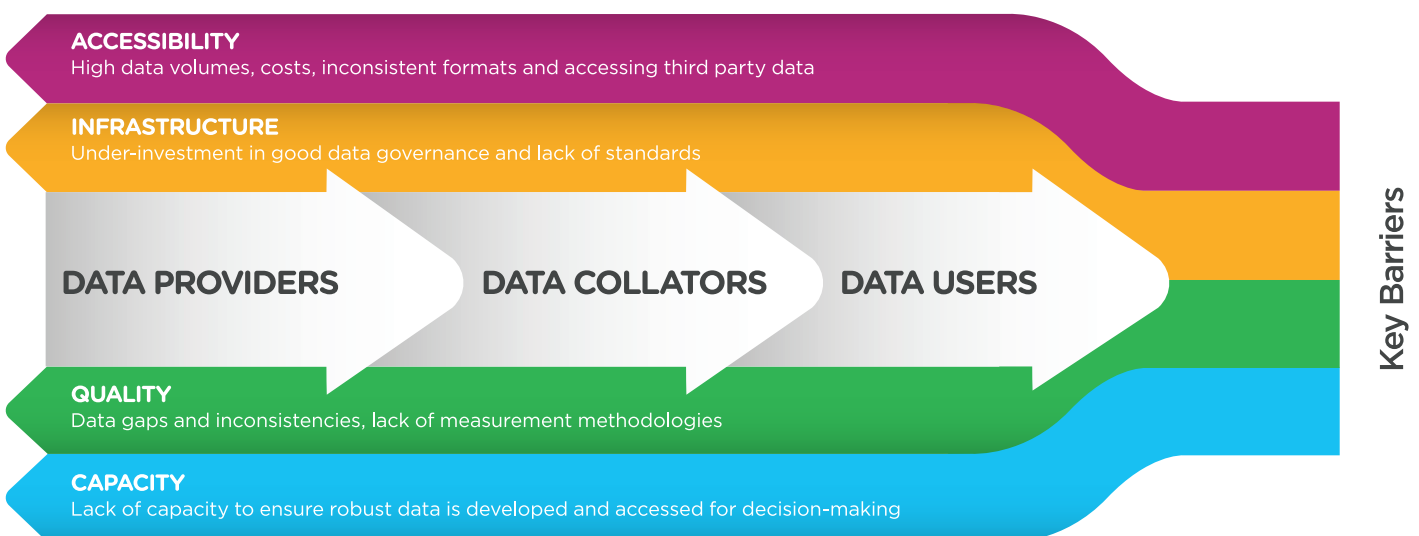 ACCESSIBILITY
High data volumes, costs, inconsistent formats and accessing third party data
INFRASTRUCTURE
Under-investment in good data governance and lack of standards
DATA PROVIDERS
DATA COLLATORS
DATA USERS
QUALITY
Data gaps and inconsistencies, lack of measurement methodologies
CAPACITY
Lack of capacity to ensure robust data is developed and accessed for decision-making
Key Barriers